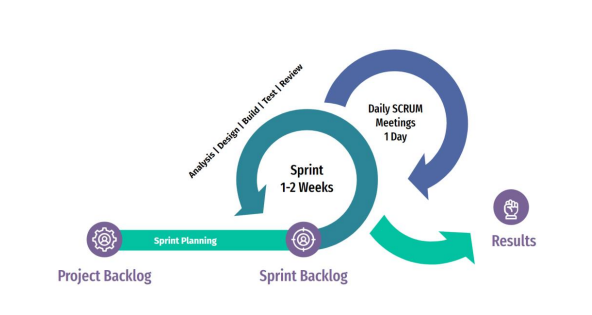 Analysis | Design | Build | Test | Review
Daily SCRUM
Meetings
1 Day
Sprint
1-2 Weeks
Sprint Planning
Results
Project Backlog
Sprint Backlog